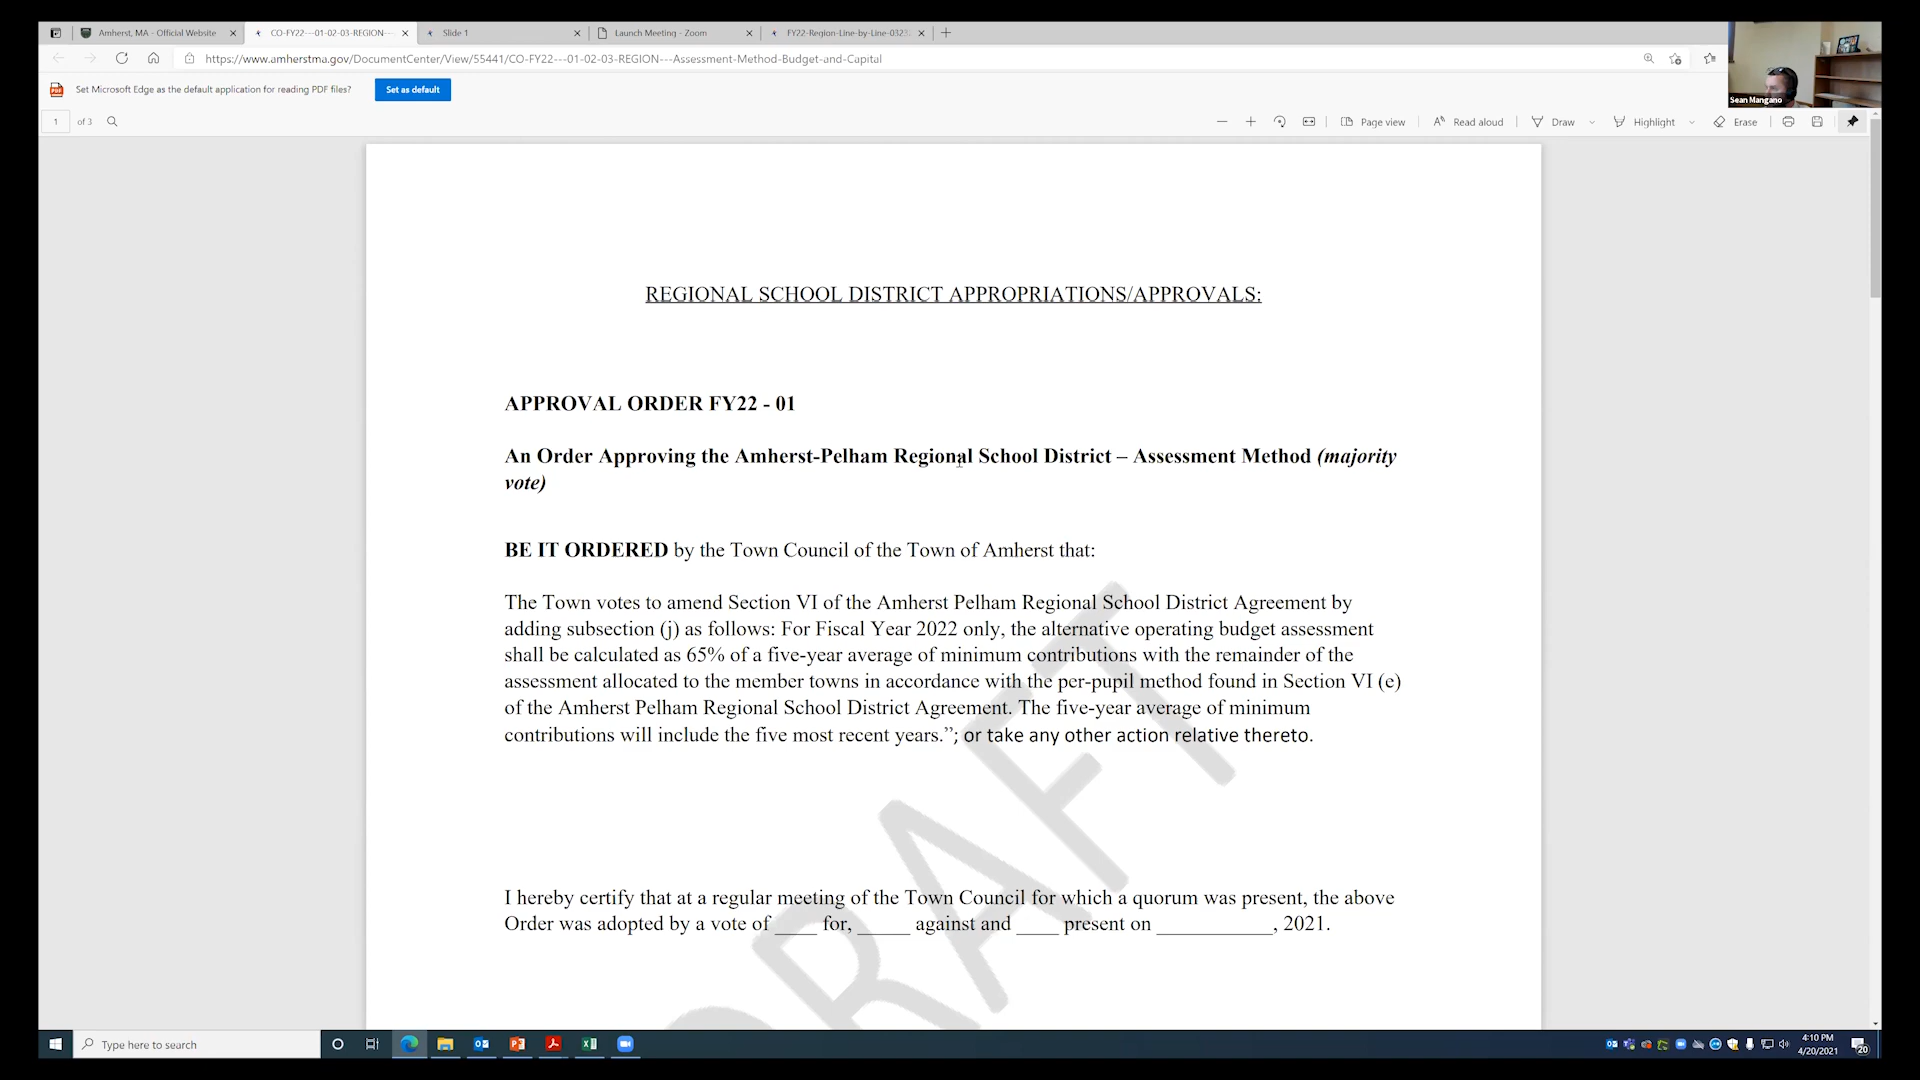 Amherst, MA - Official Website
CO-FY22---01-02-03-REGION---
Slide 1
Launch Meeting - Zoom
FY22-Region-Line-by-Line-0323
https://www.amherstma.gov/DocumentCenter/View/55441/CO-FY22---01-02-03-REGION---Assessment-Method-Budget-and-Capital
Set Microsoft Edge as the default application for reading PDF files?
Set as default
Sean Mangano
1 of 3
Page view
Read aloud
Draw
Highlight
Erase
REGIONAL SCHOOL DISTRICT APPROPRIATIONS/APPROVALS:
APPROVAL ORDER FY22 - 01
An Order Approving the Amherst-Pelham Regional School District – Assessment Method (majority
vote)
BE IT ORDERED by the Town Council of the Town of Amherst that:
The Town votes to amend Section VI of the Amherst Pelham Regional School District Agreement by
adding subsection (j) as follows: For Fiscal Year 2022 only, the alternative operating budget assessment
shall be calculated as 65% of a five-year average of minimum contributions with the remainder of the
assessment allocated to the member towns in accordance with the per-pupil method found in Section VI (e)
of the Amherst Pelham Regional School District Agreement. The five-year average of minimum
contributions will include the five most recent years.”; or take any other action relative thereto.
I hereby certify that at a regular meeting of the Town Council for which a quorum was present, the above
Order was adopted by a vote of ____ for, _____ against and ____ present on ___________, 2021.
DRAFT
Type here to search
4:10 PM
4/20/2021
20